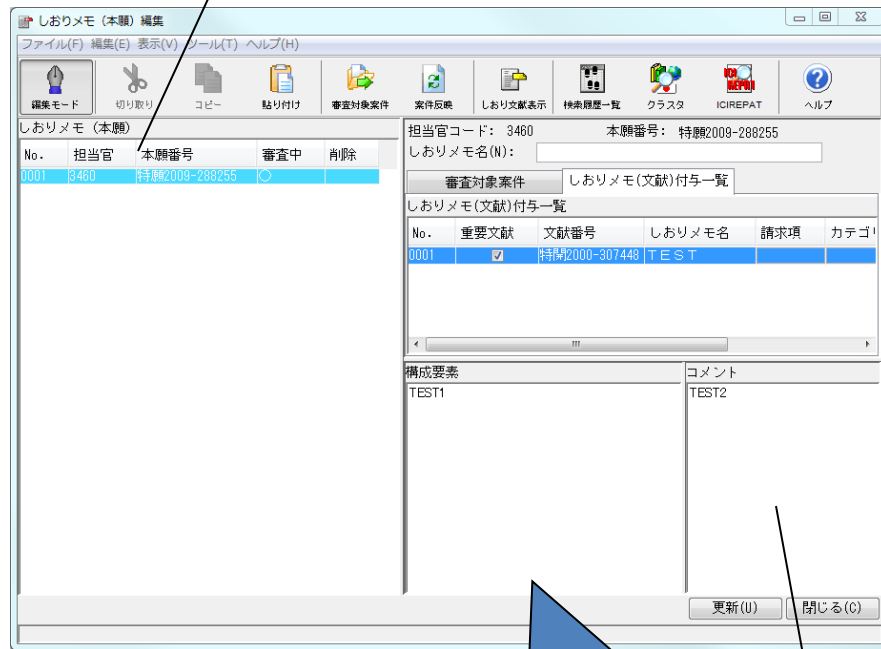 しおりメモ（本願）編集
ファイル(F) 編集(E) 表示(V) ツール(T) ヘルプ(H)
編集モード 切り取り コピー 貼り付け 審査対象案件 案件反映 しおり文献表示 検索履歴一覧 クラスタ ICIREPAT ヘルプ
しおりメモ（本願）
No. 担当官 本願番号 審査中 削除
0001 3460 特願2009-288255 ○
担当官コード: 3460 本願番号: 特願2009-288255
しおりメモ名(N):
審査対象案件 しおりメモ(文献)付与一覧
しおりメモ(文献)付与一覧
No. 重要文献 文献番号 しおりメモ名 請求項 カテゴリ
0001 特開2000-307448 ＴＥＳＴ
構成要素 コメント
TEST1 TEST2
更新(U) 閉じる(C)